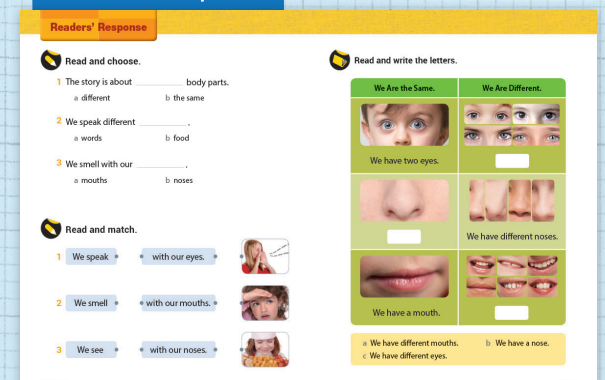 Readers' Response
Read and choose.
1 The story is about ____________ body parts.
a different b the same
2 We speak different ____________ .
a words b food
3 We smell with our ____________ .
a mouths b noses
Read and match.
1 We speak with our eyes.
2 We smell with our mouths.
3 We see with our noses.
Read and write the letters.
We Are the Same. We Are Different.
We have two eyes.
We have different noses.
We have a mouth.
a We have different mouths. b We have a nose.
c We have different eyes.